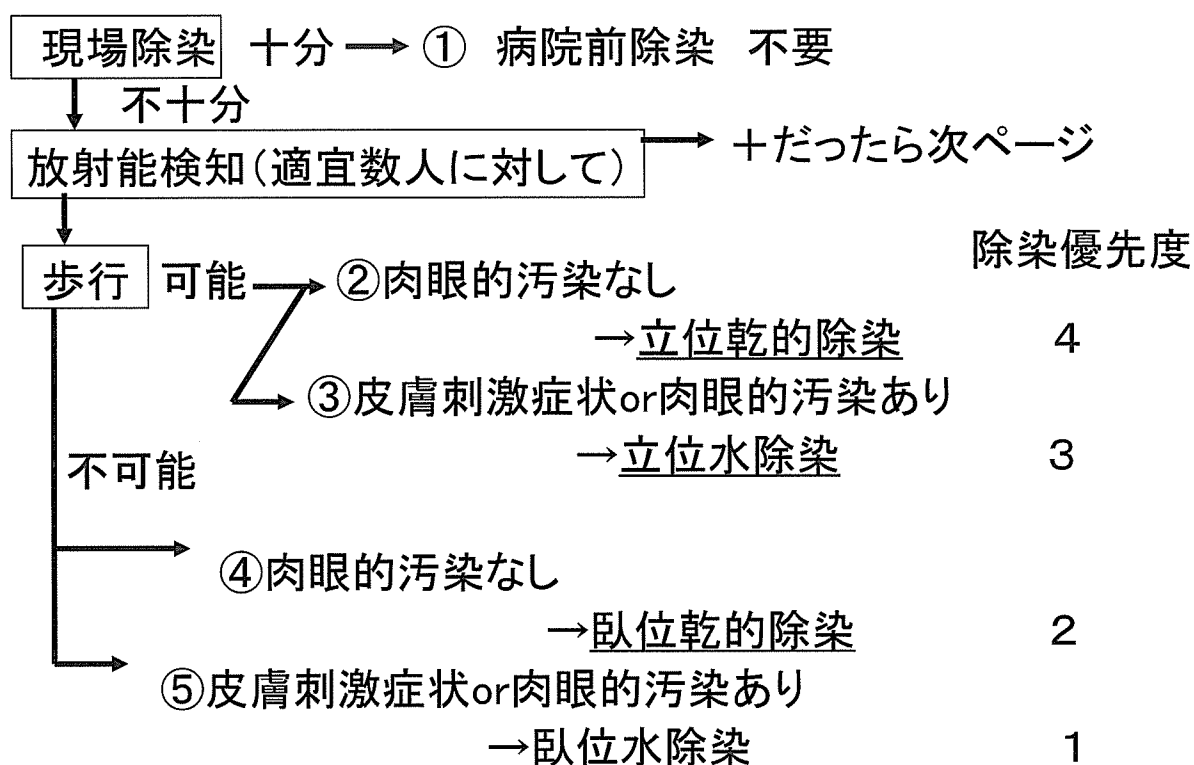 現場除染 十分 → ① 病院前除染 不要
不十分
放射能検知(適宜数人に対して) → +だったら次ページ
除染優先度
歩行 可能 → ②肉眼的汚染なし
→立位乾的除染 4
③皮膚刺激症状or肉眼的汚染あり
→立位水除染 3
不可能
④肉眼的汚染なし
→臥位乾的除染 2
⑤皮膚刺激症状or肉眼的汚染あり
→臥位水除染 1